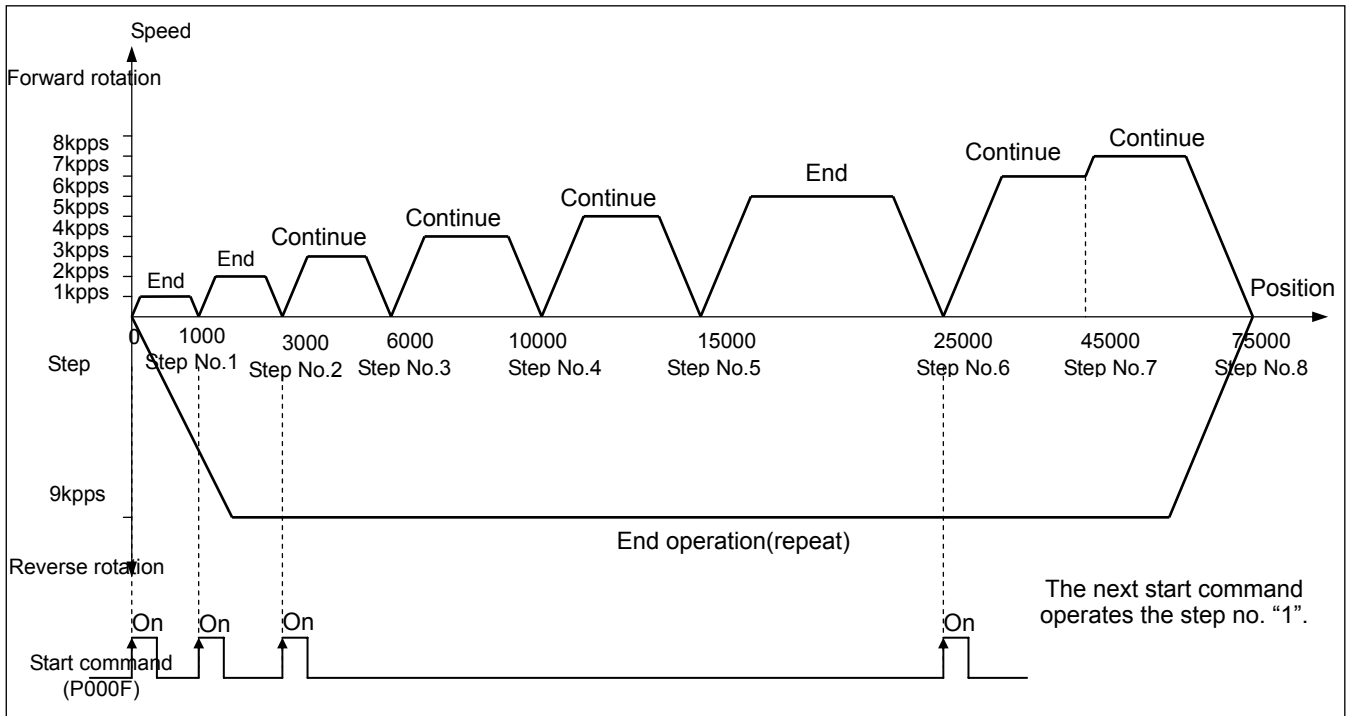 Speed
Forward rotation
8kpps
7kpps
6kpps
5kpps
4kpps
3kpps
2kpps
1kpps
End
End
Continue
Continue
Continue
End
Continue
Continue
Position
0
1000
3000
6000
10000
15000
25000
45000
75000
Step
Step No.1
Step No.2
Step No.3
Step No.4
Step No.5
Step No.6
Step No.7
Step No.8
9kpps
End operation(repeat)
Reverse rotation
The next start command
operates the step no. “1”.
On
On
On
On
Start command
(P000F)